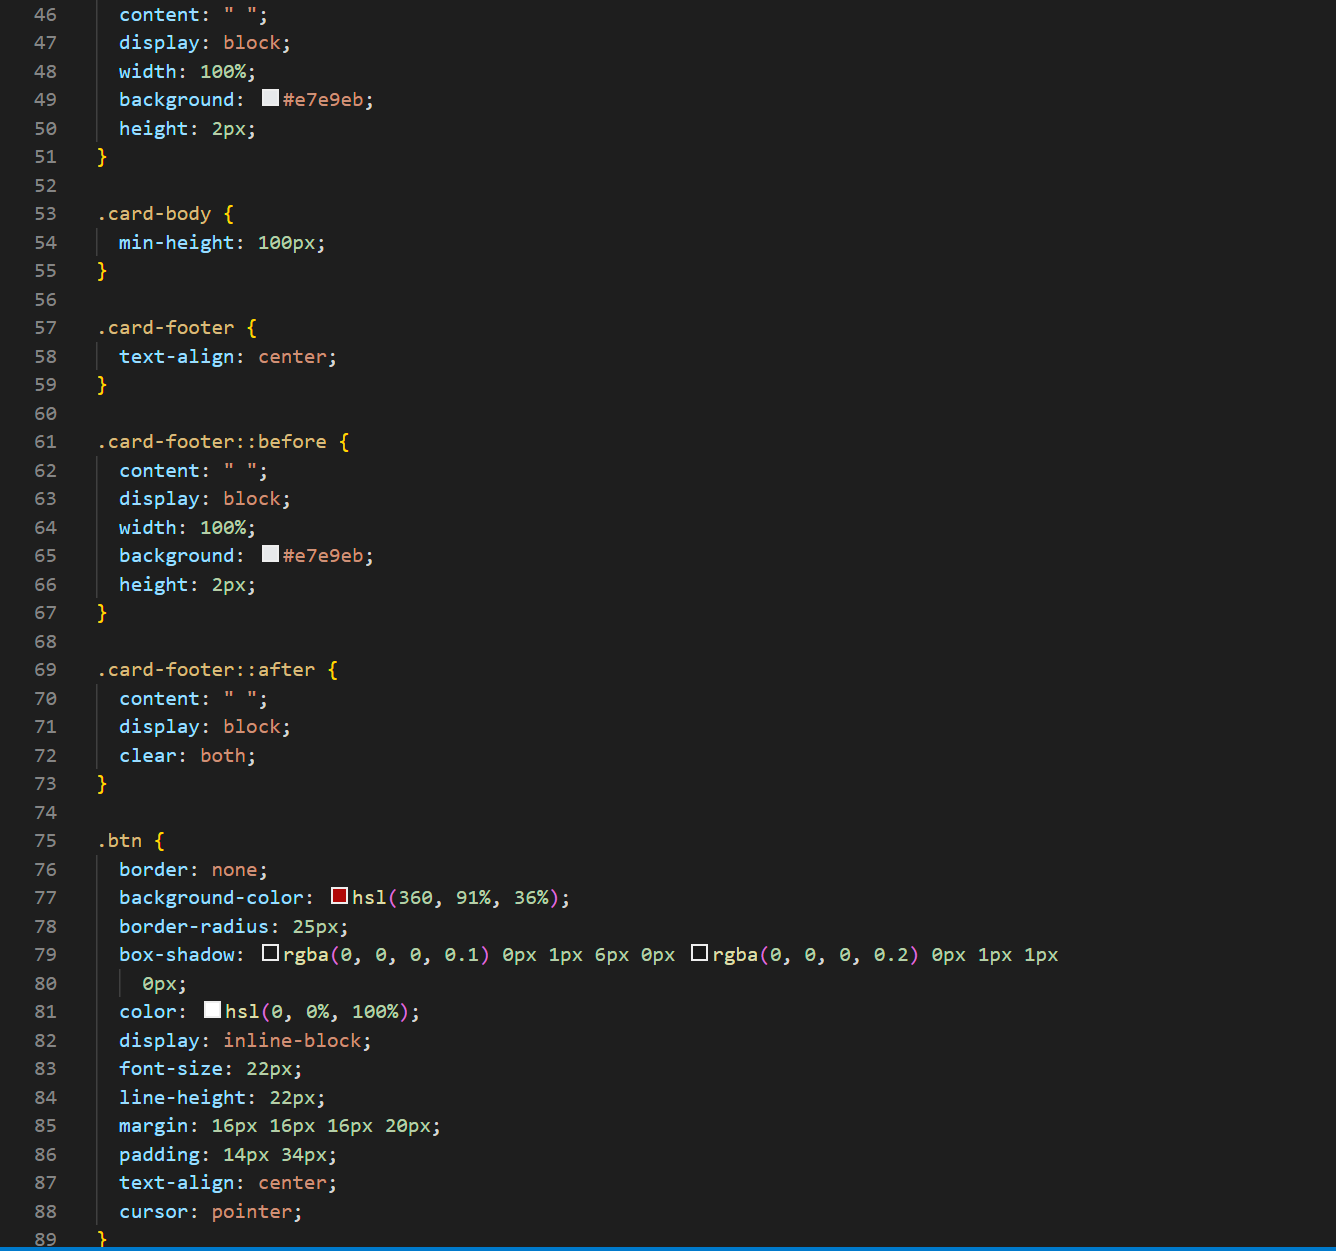 46 content: " ";
47 display: block;
48 width: 100%;
49 background: #e7e9eb;
50 height: 2px;
51 }
52
53 .card-body {
54 min-height: 100px;
55 }
56
57 .card-footer {
58 text-align: center;
59 }
60
61 .card-footer::before {
62 content: " ";
63 display: block;
64 width: 100%;
65 background: #e7e9eb;
66 height: 2px;
67 }
68
69 .card-footer::after {
70 content: " ";
71 display: block;
72 clear: both;
73 }
74
75 .btn {
76 border: none;
77 background-color: hsl(360, 91%, 36%);
78 border-radius: 25px;
79 box-shadow: rgba(0, 0, 0, 0.1) 0px 1px 6px 0px rgba(0, 0, 0, 0.2) 0px 1px 1px
80 0px;
81 color: hsl(0, 0%, 100%);
82 display: inline-block;
83 font-size: 22px;
84 line-height: 22px;
85 margin: 16px 16px 16px 20px;
86 padding: 14px 34px;
87 text-align: center;
88 cursor: pointer;
89 }